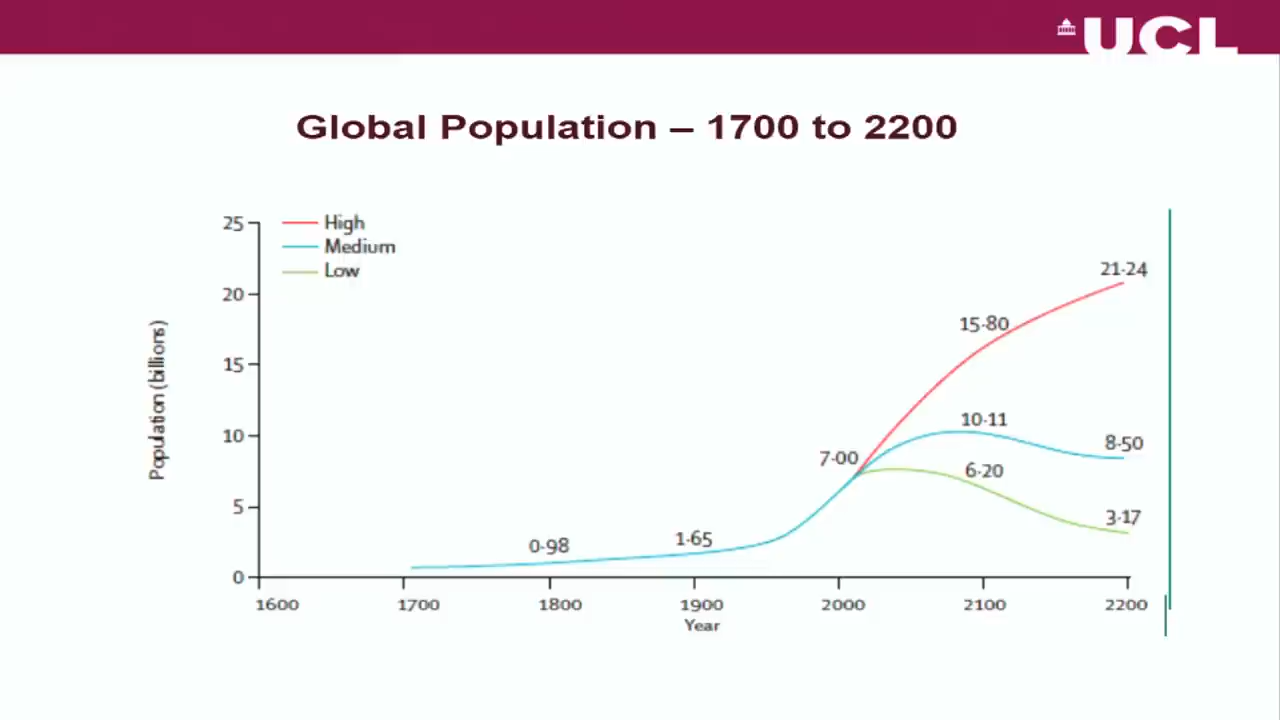 UCL
Global Population – 1700 to 2200
25
20
15
10
5
0
Population (billions)
High
Medium
Low
21·24
15·80
10·11
8·50
7·00
6·20
3·17
1·65
0·98
1600 1700 1800 1900 2000 2100 2200
Year